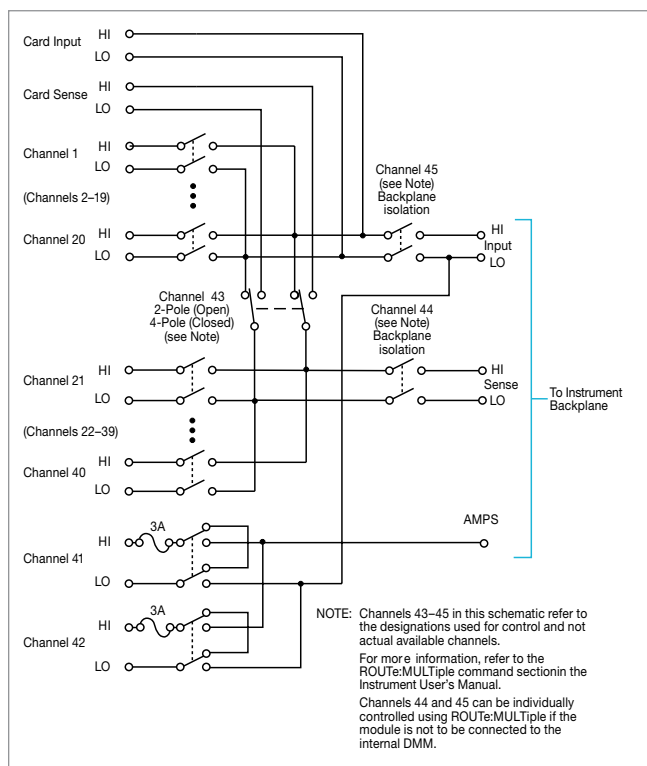 Card Input HI
LO
Card Sense HI
LO
Channel 1 HI
LO
(Channels 2–19)
Channel 20 HI
LO
Channel 45
(see Note)
Backplane
isolation
HI
Input
LO
Channel 43
2-Pole (Open)
4-Pole (Closed)
(see Note)
Channel 44
(see Note)
Backplane
isolation
Channel 21 HI
LO
HI
Sense
LO
To Instrument
Backplane
(Channels 22–39)
Channel 40 HI
LO
AMPS
3A
Channel 41 HI
LO
3A
Channel 42 HI
LO
NOTE: Channels 43–45 in this schematic refer to
the designations used for control and not
actual available channels.
For more information, refer to the
ROUTe:MULTiple command sectionin the
Instrument User's Manual.
Channels 44 and 45 can be individually
controlled using ROUTe:MULTiple if the
module is not to be connected to the
internal DMM.